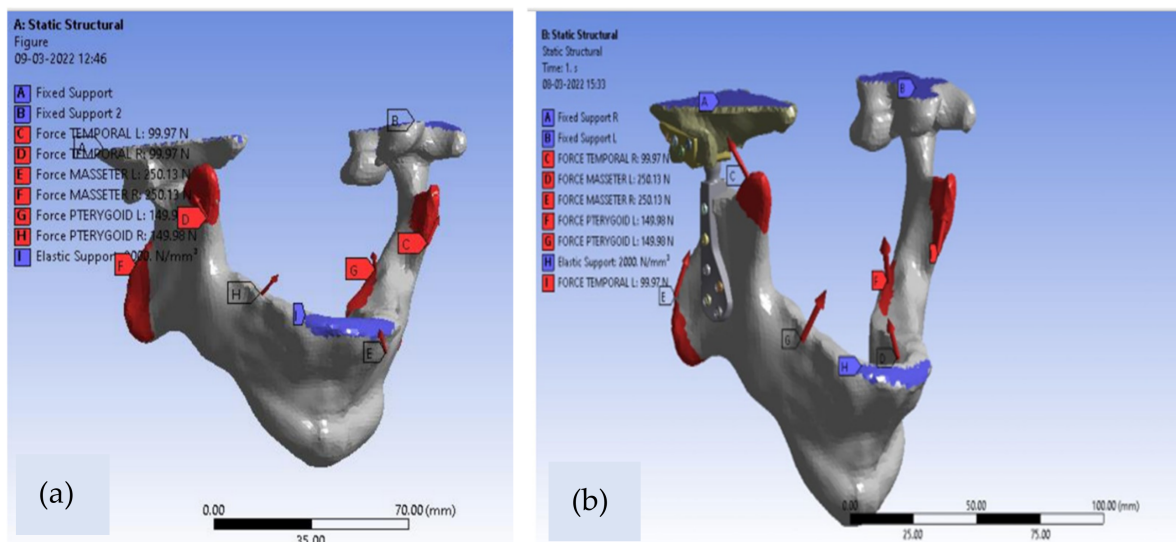 A: Static Structural
Figure
09-03-2022 12:46
A Fixed Support
B Fixed Support 2
C Force TEMPORAL L: 99.97 N
D Force TEMPORAL R: 99.97 N
E Force MASSETER L: 250.13 N
F Force MASSETER R: 250.13 N
G Force PTERYGOID L: 149.9
H Force PTERYGOID R: 149.98 N
I Elastic Support: 2000. N/mm³
A
B
D
C
F
G
H
I
E
0.00
70.00 (mm)
35.00
(a)
B: Static Structural
Static Structural
Time: 1. s
08-03-2022 15:33
A Fixed Support R
B Fixed Support L
C FORCE TEMPORAL R: 99.97 N
D FORCE MASSETER L: 250.13 N
E FORCE MASSETER R: 250.13 N
F FORCE PTERYGOID L: 149.98 N
G FORCE PTERYGOID L: 149.98 N
H Elastic Support: 2000. N/mm³
I FORCE TEMPORAL L: 99.97 N
A
B
C
E
F
G
D
H
0.00
50.00
100.00 (mm)
25.00
75.00
(b)